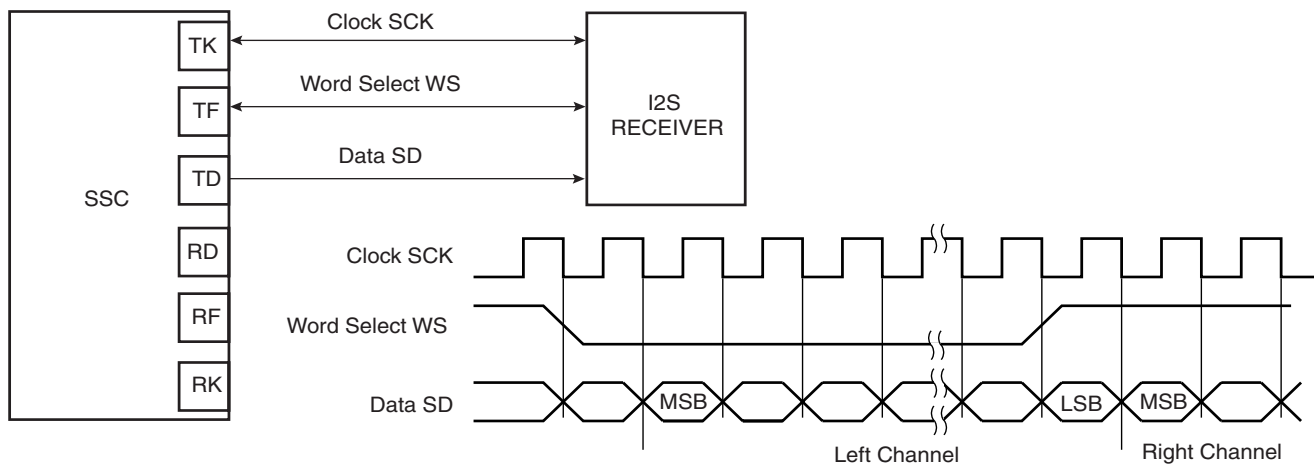 Clock SCK
TK
Word Select WS
TF
I2S
RECEIVER
Data SD
TD
SSC
RD
Clock SCK
RF
Word Select WS
RK
Data SD
MSB
LSB
MSB
Left Channel
Right Channel